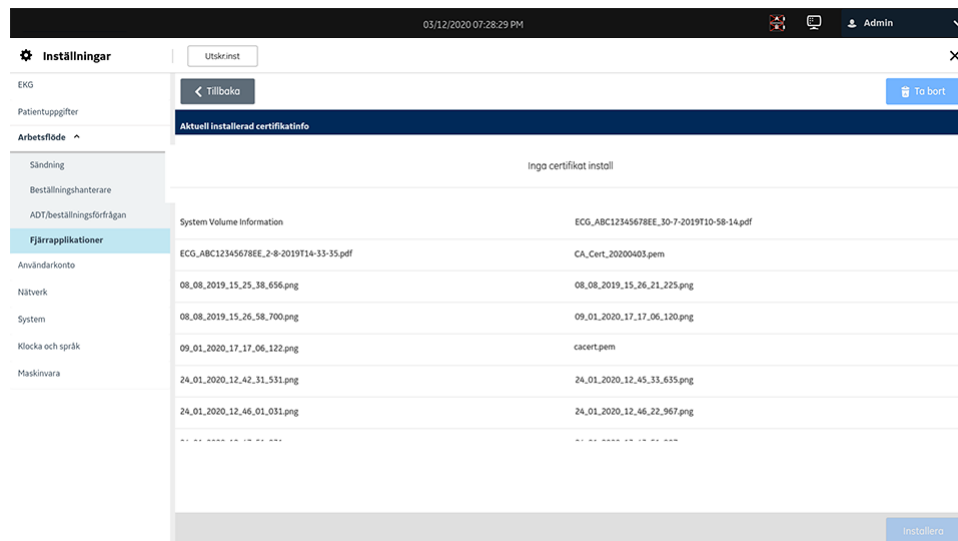 03/12/2020 07:28:29 PM
Admin
Inställningar
Utskr.inst
EKG
Patientuppgifter
Arbetsflöde
Sändning
Beställningshanterare
ADT/beställningsförfrågan
Fjärrapplikationer
Användarkonto
Nätverk
System
Klocka och språk
Maskinvara
Tillbaka
Ta bort
Aktuell installerad certifikatinfo
Inga certifikat install
System Volume Information
ECG_ABC12345678EE_30-7-2019T10-58-14.pdf
ECG_ABC12345678EE_2-8-2019T14-33-35.pdf
CA_Cert_20200403.pem
08_08_2019_15_25_38_656.png
08_08_2019_15_26_21_225.png
08_08_2019_15_26_58_700.png
09_01_2020_17_17_06_120.png
09_01_2020_17_17_06_122.png
cacert.pem
24_01_2020_12_42_31_531.png
24_01_2020_12_45_33_635.png
24_01_2020_12_46_01_031.png
24_01_2020_12_46_22_967.png
Installera